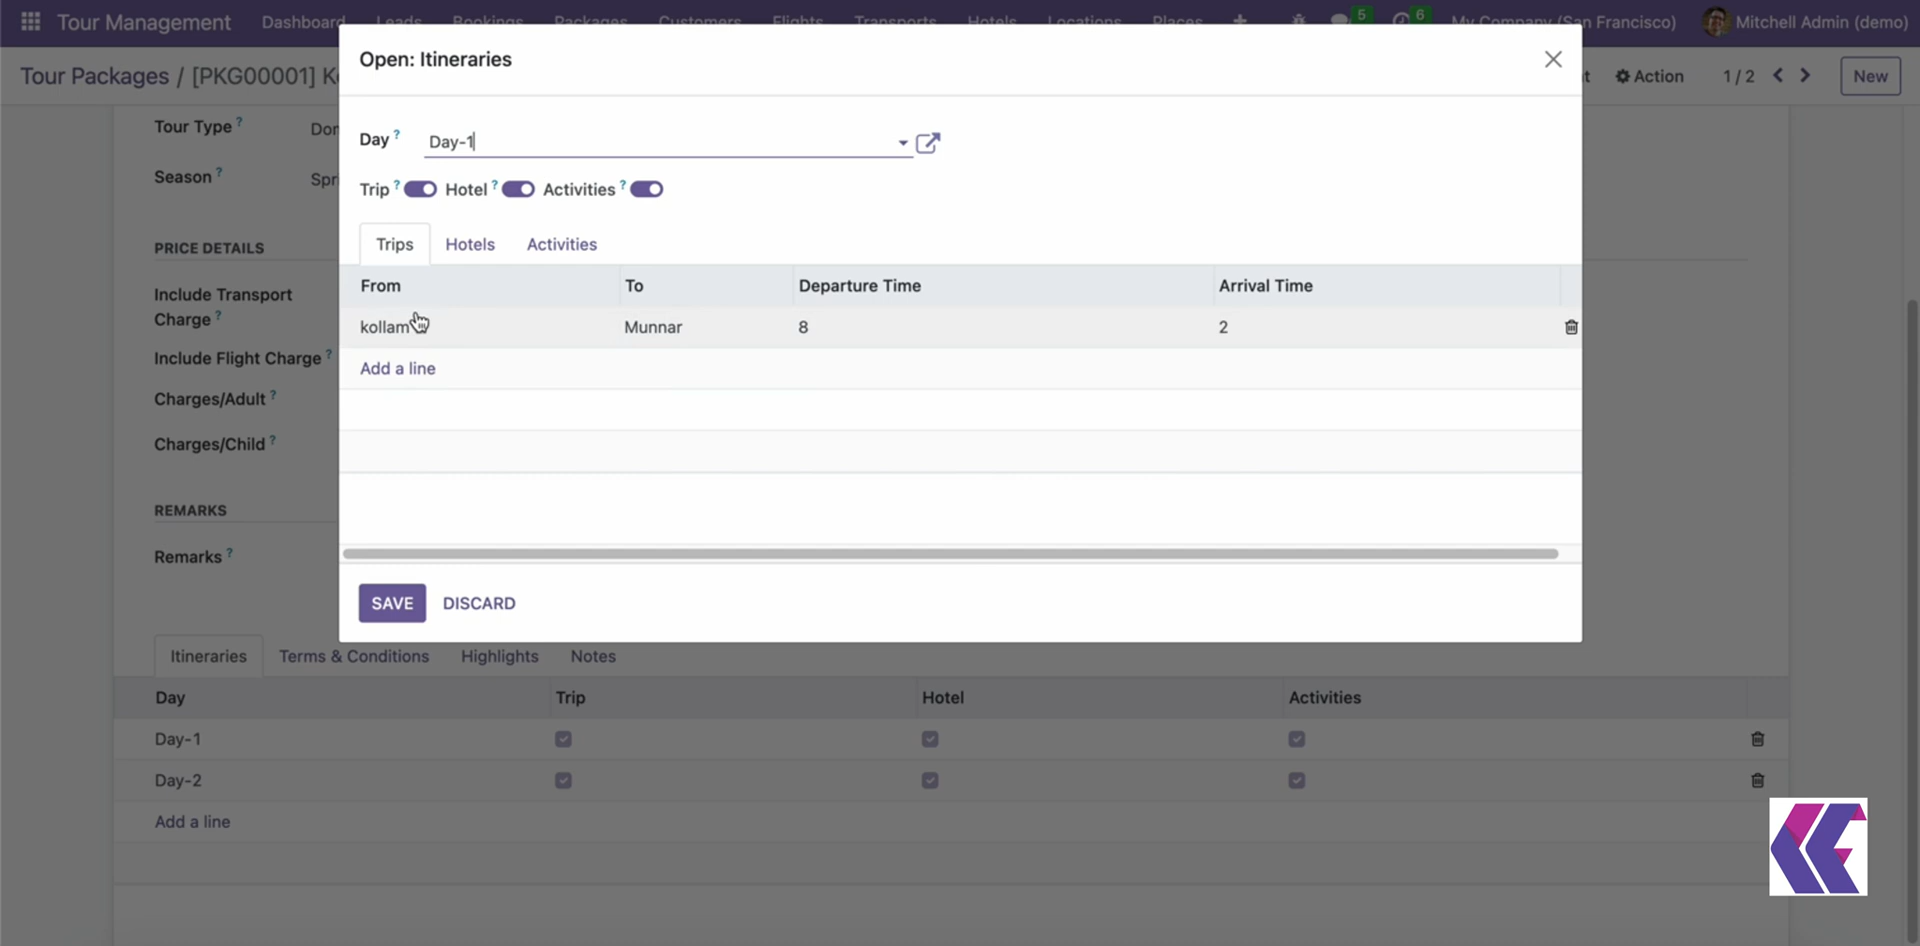 Tour Management Dashboard Leads Bookings Packages Customers Flights Transports Hotels Locations Places + 5 6 My Company (San Francisco) Mitchell Admin (demo)
Tour Packages / [PKG00001] Action 1 / 2 New
Open: Itineraries
Tour Type ?
Day ? Day-1
Season ?
Trip ? Hotel ? Activities ?
PRICE DETAILS
Trips Hotels Activities
Include Transport
Charge ?
From To Departure Time Arrival Time
kollam Munnar 8 2
Include Flight Charge ?
Add a line
Charges/Adult ?
Charges/Child ?
REMARKS
Remarks ?
SAVE DISCARD
Itineraries Terms & Conditions Highlights Notes
Day Trip Hotel Activities
Day-1
Day-2
Add a line